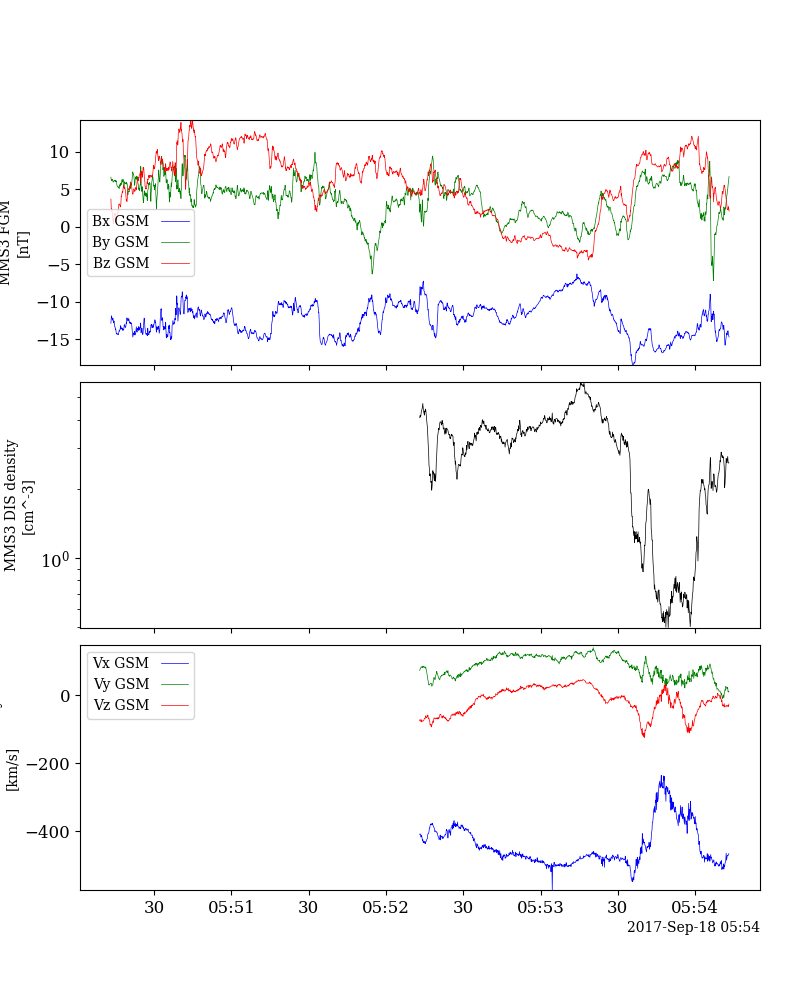 10
5
0
−5
−10
−15
MMS3 FGM
[nT]
Bx GSM
By GSM
Bz GSM
10^0
MMS3 DIS density
[cm^-3]
0
−200
−400
[km/s]
Vx GSM
Vy GSM
Vz GSM
30
05:51
30
05:52
30
05:53
30
05:54
2017-Sep-18 05:54